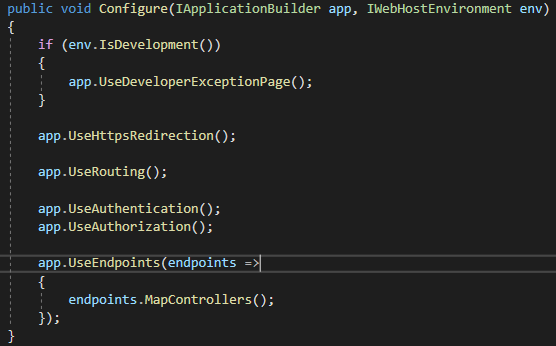 public void Configure(IApplicationBuilder app, IWebHostEnvironment env)
{
    if (env.IsDevelopment())
    {
        app.UseDeveloperExceptionPage();
    }
    app.UseHttpsRedirection();
    app.UseRouting();
    app.UseAuthentication();
    app.UseAuthorization();
    app.UseEndpoints(endpoints =>
    {
        endpoints.MapControllers();
    });
}